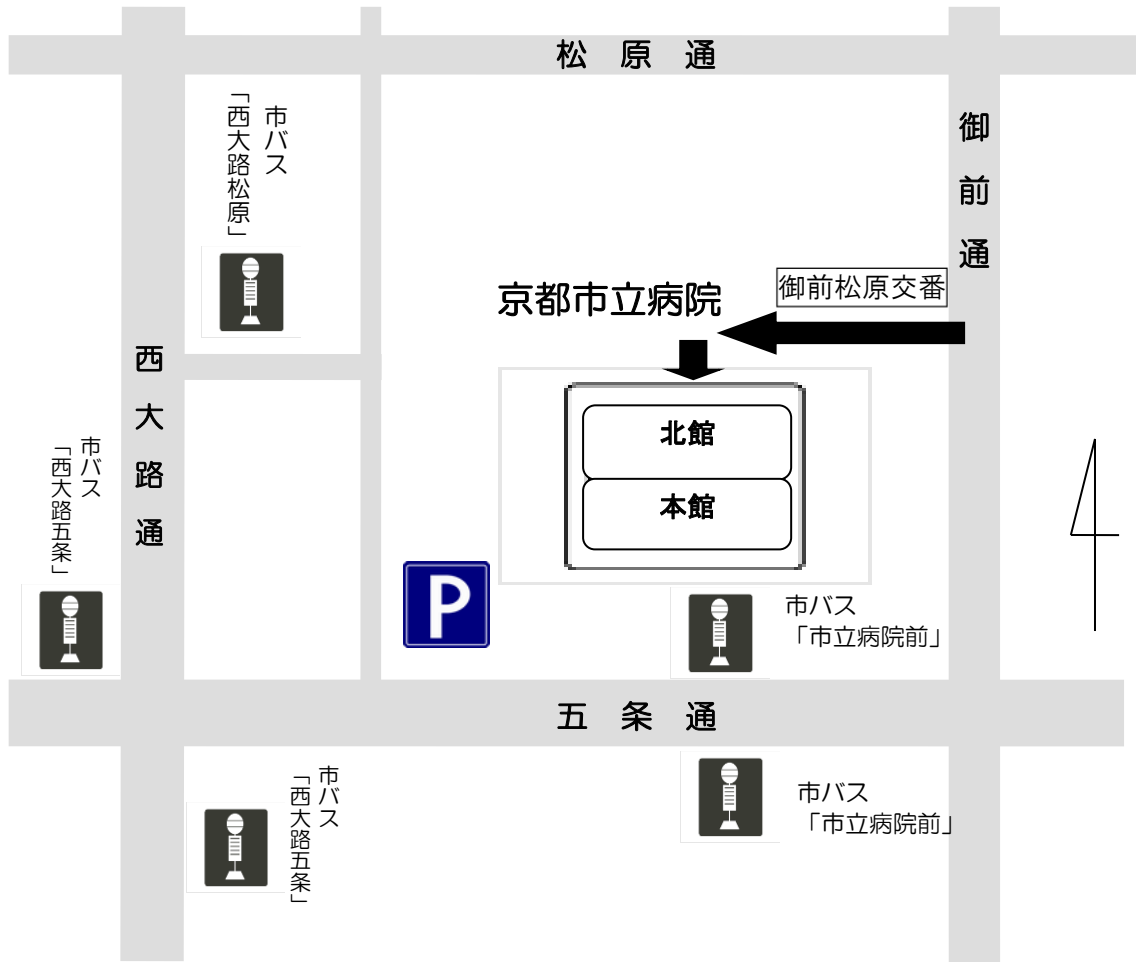 松原通
御前通
市バス
「西大路松原」
御前松原交番
京都市立病院
西大路通
北館
本館
市バス
「西大路五条」
P
市バス
「市立病院前」
五条通
市バス
「西大路五条」
市バス
「市立病院前」